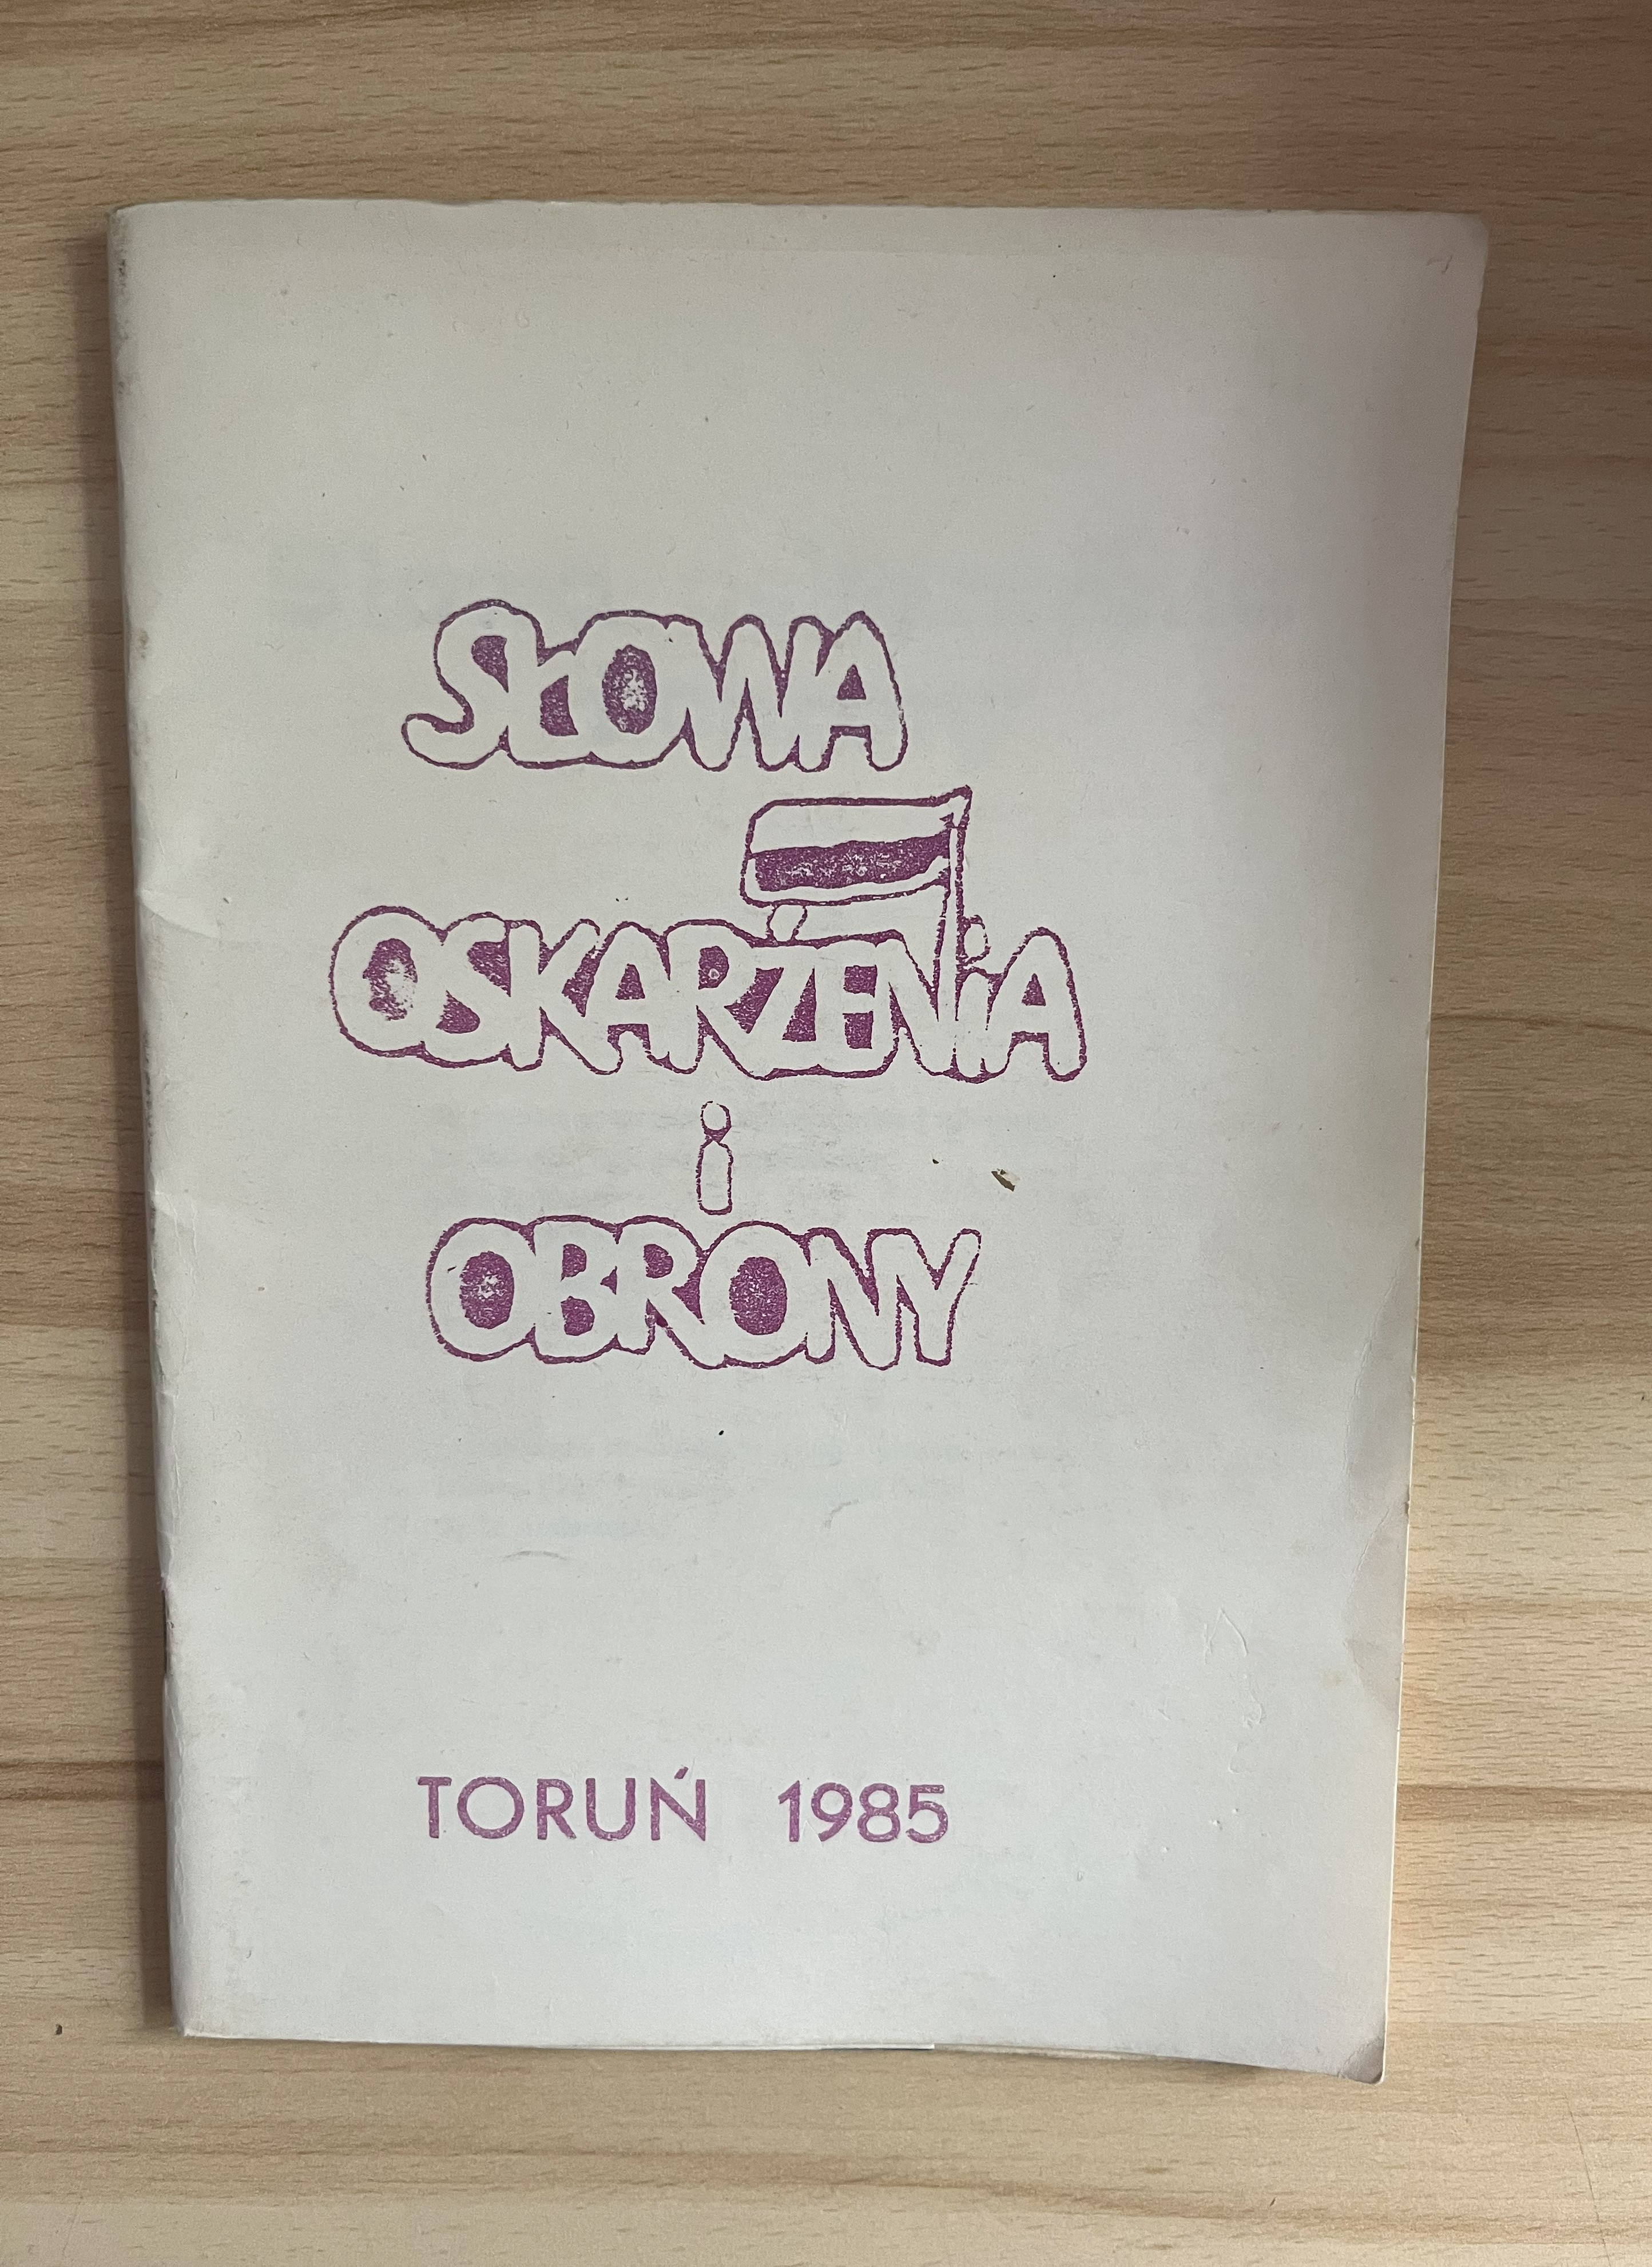 SŁOWA
OSKARŻENiA
i
OBRONY
TORUŃ 1985